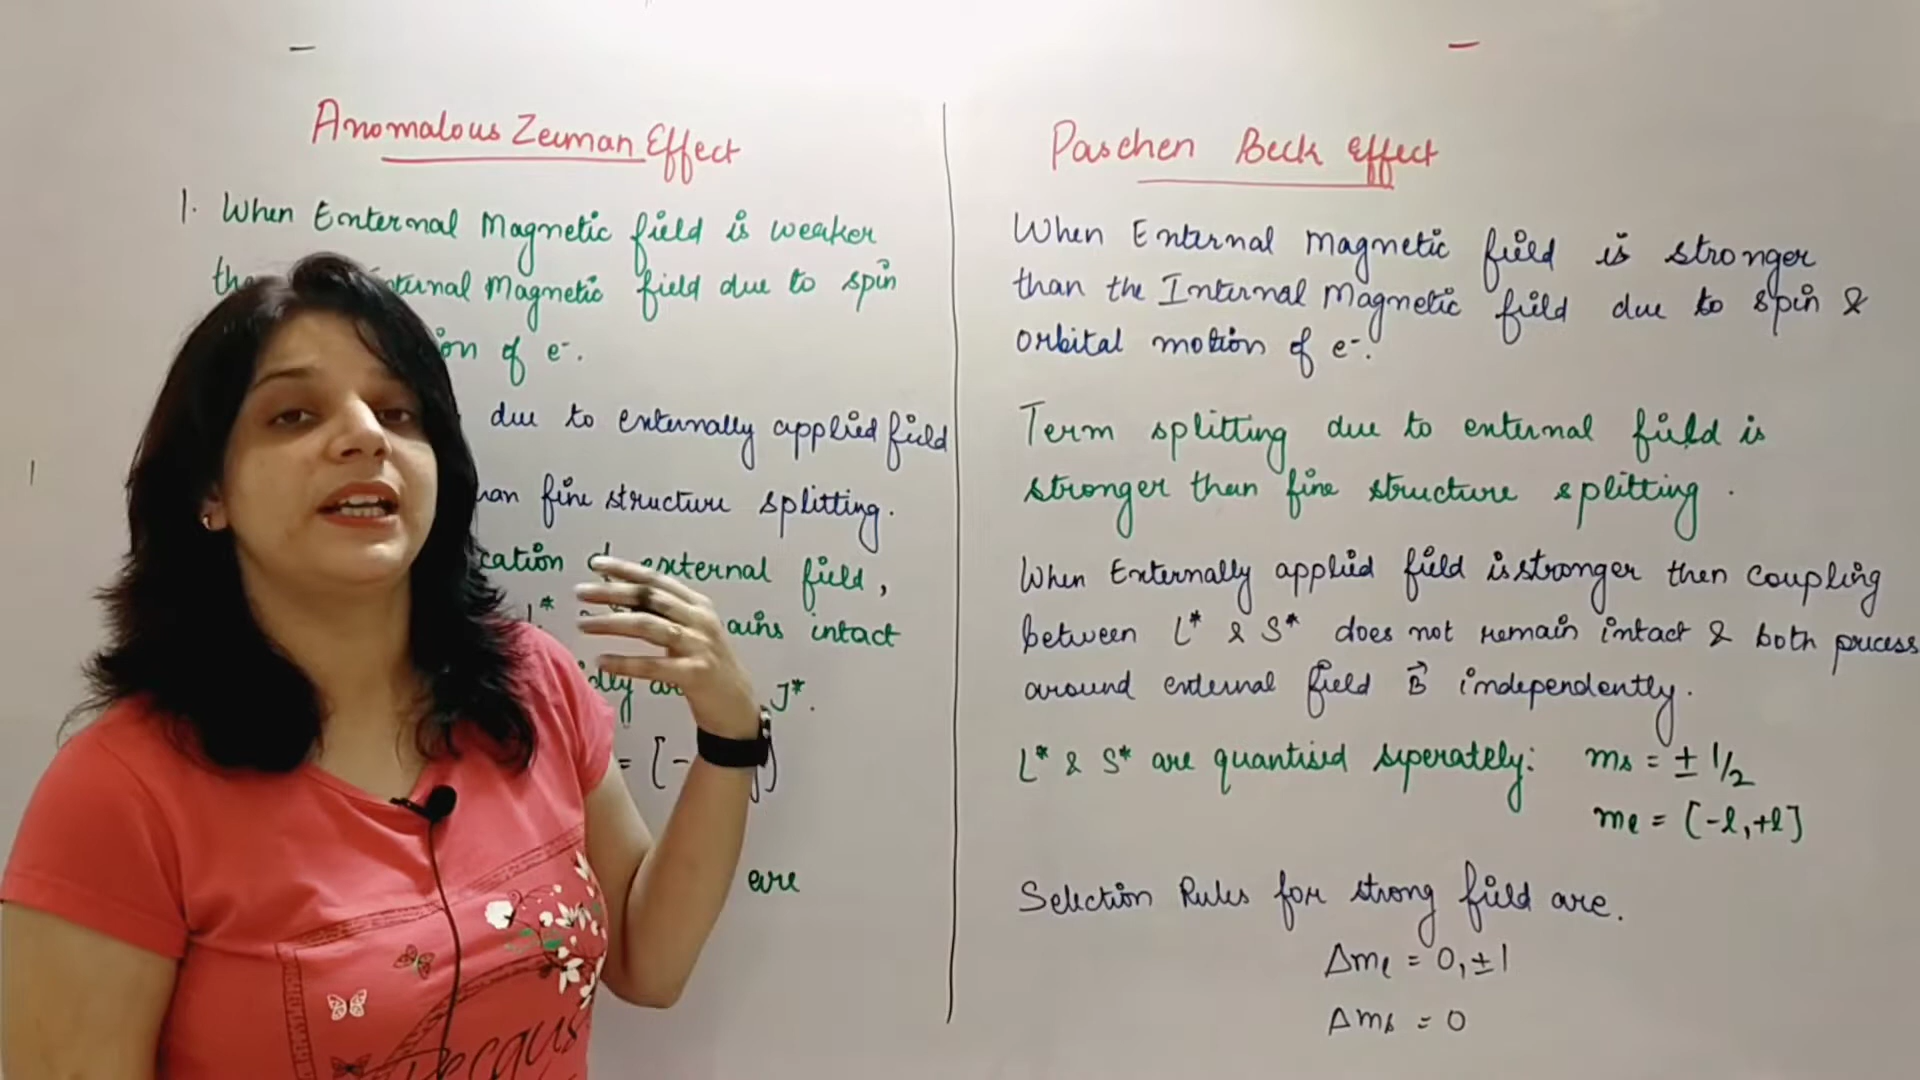 Anomalous Zeeman Effect
1. When External Magnetic field is weaker
Internal Magnetic field due to spin
of e-.
due to externally applied field
fine structure splitting.
external field,
L* intact
J*.
= [-
are
Paschen Back effect
When External Magnetic field is stronger
than the Internal Magnetic field due to spin &
orbital motion of e-.
Term splitting due to external field is
stronger than fine structure splitting.
When Externally applied field is stronger then coupling
between L* & S* does not remain intact & both precess
around external field B⃗ independently.
L* & S* are quantised seperately: ms = ± 1/2
ml = [-l, +l]
Selection Rules for strong field are.
Δml = 0, ±1
Δms = 0